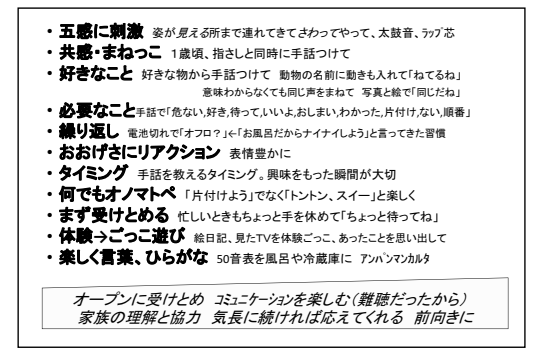 ・五感に刺激 姿が見える所まで連れてきてさわってやって、太鼓音、ラップ芯
・共感・まねっこ 1歳頃、指さしと同時に手話つけて
・好きなこと 好きな物から手話つけて 動物の名前に動きも入れて「ねてるね」
意味わからなくても同じ声をまねて 写真と絵で「同じだね」
・必要なこと手話で「危ない,好き,待って,いいよ,おしまい,わかった,片付け,ない,順番」
・繰り返し 電池切れで「オフロ？」←「お風呂だからナイナイしよう」と言ってきた習慣
・おおげさにリアクション 表情豊かに
・タイミング 手話を教えるタイミング。興味をもった瞬間が大切
・何でもオノマトペ 「片付けよう」でなく「トントン、スイー」と楽しく
・まず受けとめる 忙しいときもちょっと手を休めて「ちょっと待ってね」
・体験→ごっこ遊び 絵日記、見たTVを体験ごっこ、あったことを思い出して
・楽しく言葉、ひらがな 50音表を風呂や冷蔵庫に アンパンマンカルタ
オープンに受けとめ コミュニケーションを楽しむ(難聴だったから)
家族の理解と協力 気長に続ければ応えてくれる 前向きに